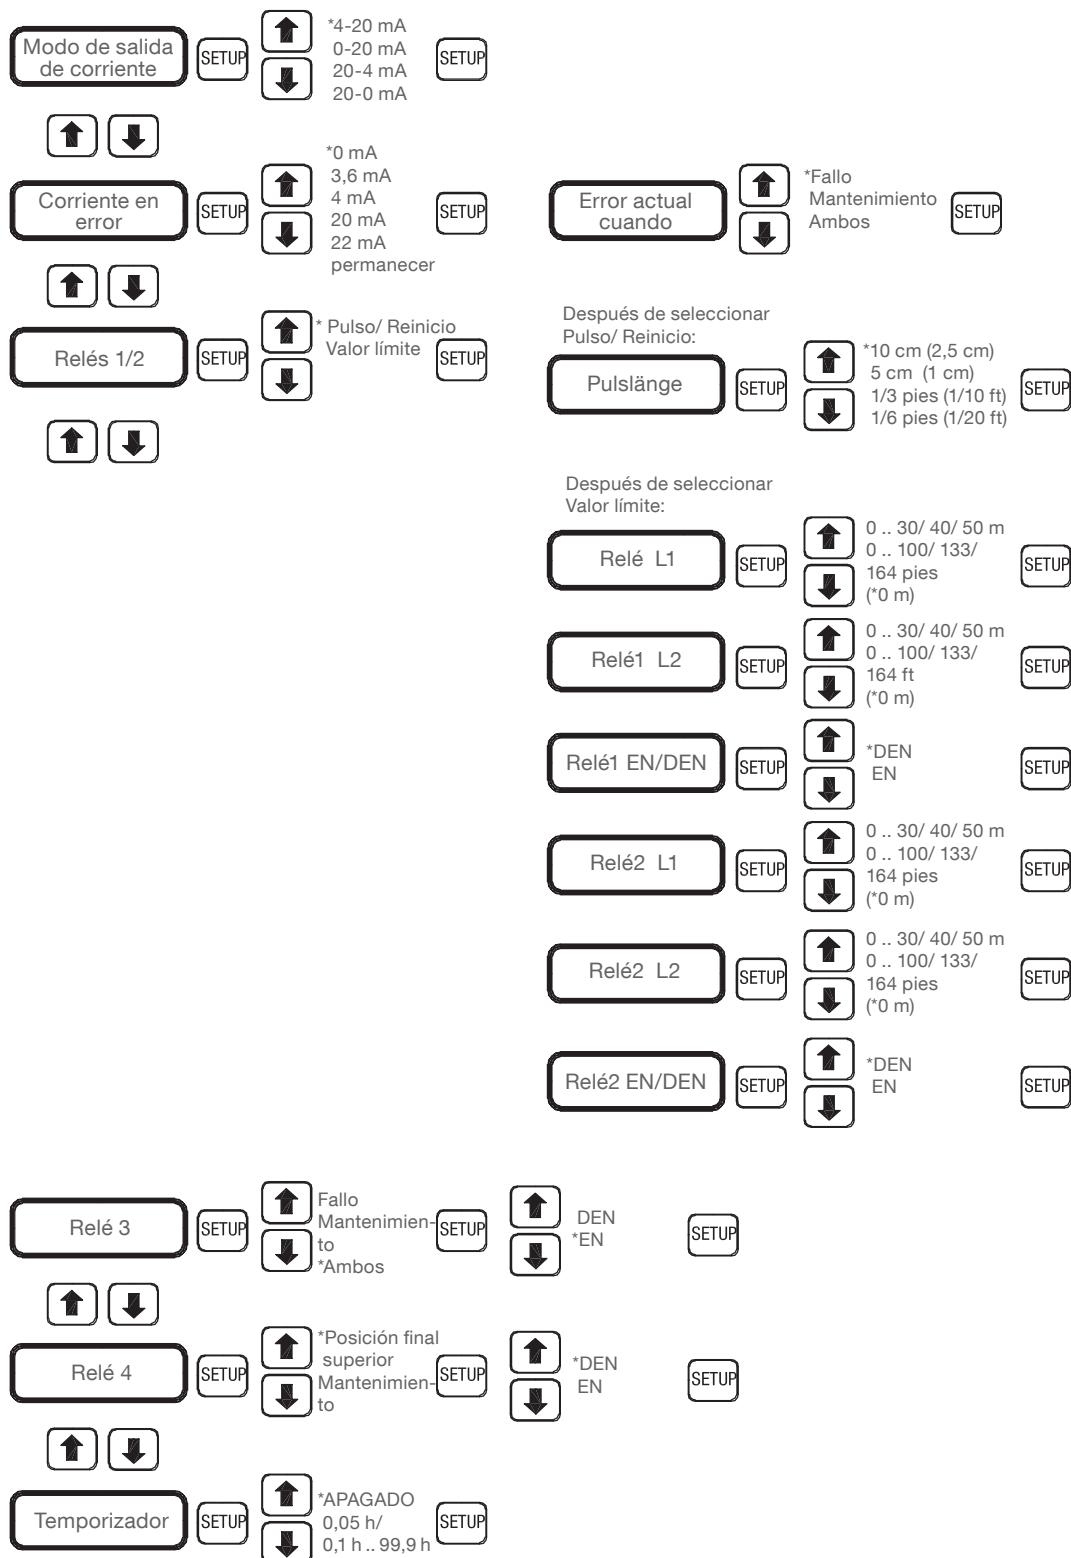 Modo de salida
de corriente
SETUP
*4-20 mA
0-20 mA
20-4 mA
20-0 mA
SETUP
Corriente en
error
SETUP
*0 mA
3,6 mA
4 mA
20 mA
22 mA
permanecer
SETUP
Error actual
cuando
*Fallo
Mantenimiento
Ambos
SETUP
Relés 1/2
SETUP
* Pulso/ Reinicio
Valor límite
SETUP
Después de seleccionar
Pulso/ Reinicio:
Pulslänge
SETUP
*10 cm (2,5 cm)
5 cm (1 cm)
1/3 pies (1/10 ft)
1/6 pies (1/20 ft)
SETUP
Después de seleccionar
Valor límite:
Relé L1
SETUP
0 .. 30/ 40/ 50 m
0 .. 100/ 133/
164 pies
(*0 m)
SETUP
Relé1 L2
SETUP
0 .. 30/ 40/ 50 m
0 .. 100/ 133/
164 ft
(*0 m)
SETUP
Relé1 EN/DEN
SETUP
*DEN
EN
SETUP
Relé2 L1
SETUP
0 .. 30/ 40/ 50 m
0 .. 100/ 133/
164 pies
(*0 m)
SETUP
Relé2 L2
SETUP
0 .. 30/ 40/ 50 m
0 .. 100/ 133/
164 pies
(*0 m)
SETUP
Relé2 EN/DEN
SETUP
*DEN
EN
SETUP
Relé 3
SETUP
Fallo
Mantenimien-
to
*Ambos
SETUP
DEN
*EN
SETUP
Relé 4
SETUP
*Posición final
superior
Mantenimien-
to
SETUP
*DEN
EN
SETUP
Temporizador
SETUP
*APAGADO
0,05 h/
0,1 h .. 99,9 h
SETUP